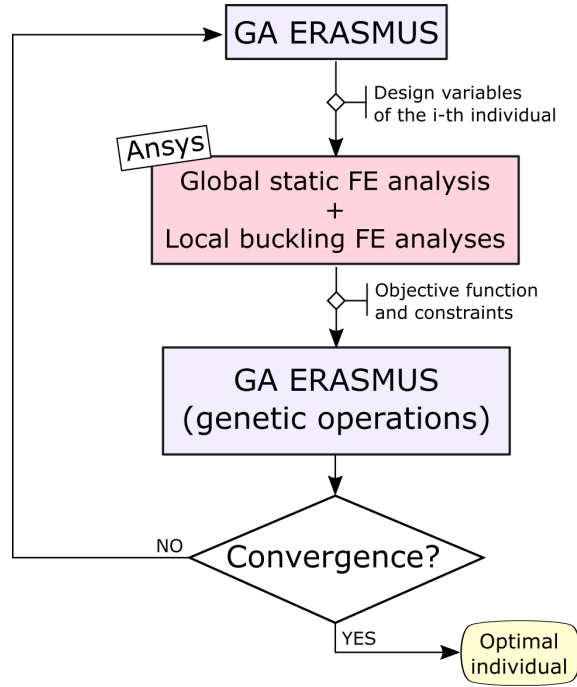 GA ERASMUS
Design variables
of the i-th individual
Ansys
Global static FE analysis
+
Local buckling FE analyses
Objective function
and constraints
GA ERASMUS
(genetic operations)
Convergence?
NO
YES
Optimal
individual